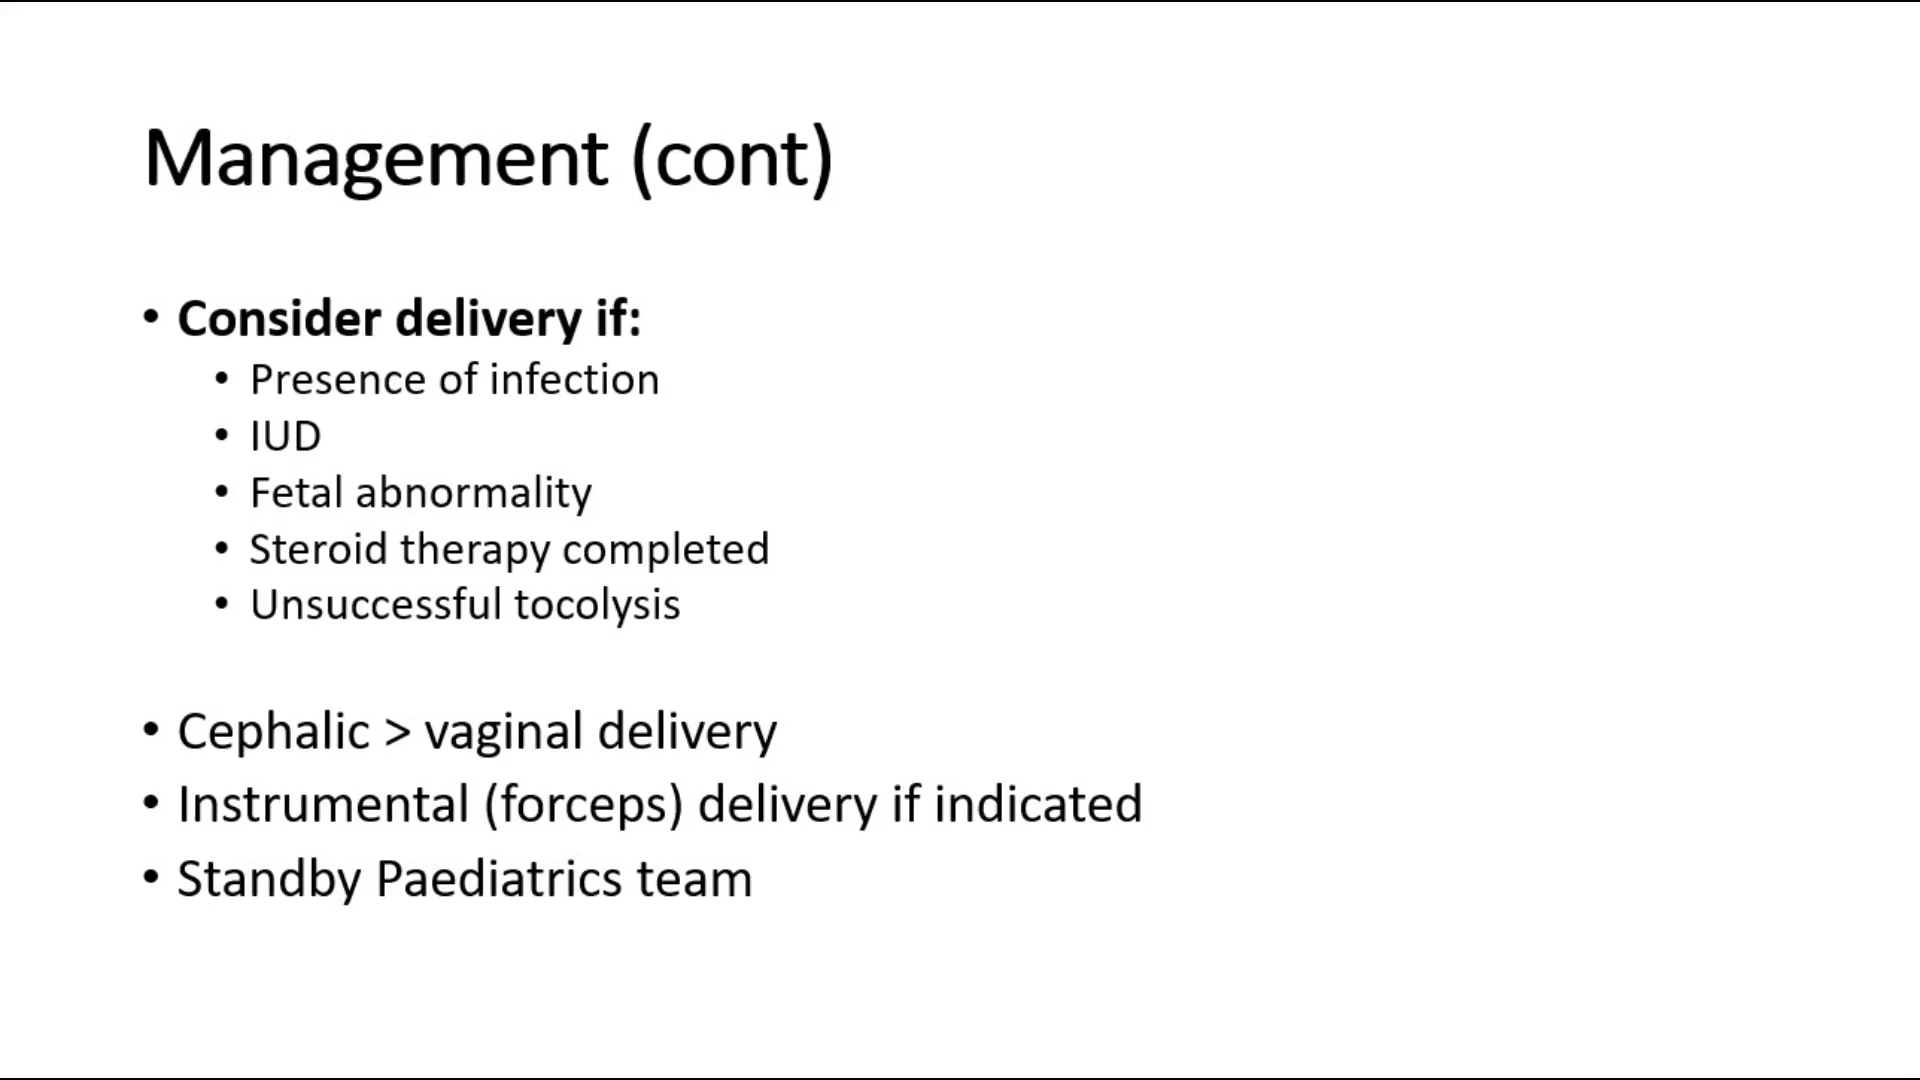 Management (cont)
• Consider delivery if:
• Presence of infection
• IUD
• Fetal abnormality
• Steroid therapy completed
• Unsuccessful tocolysis
• Cephalic > vaginal delivery
• Instrumental (forceps) delivery if indicated
• Standby Paediatrics team